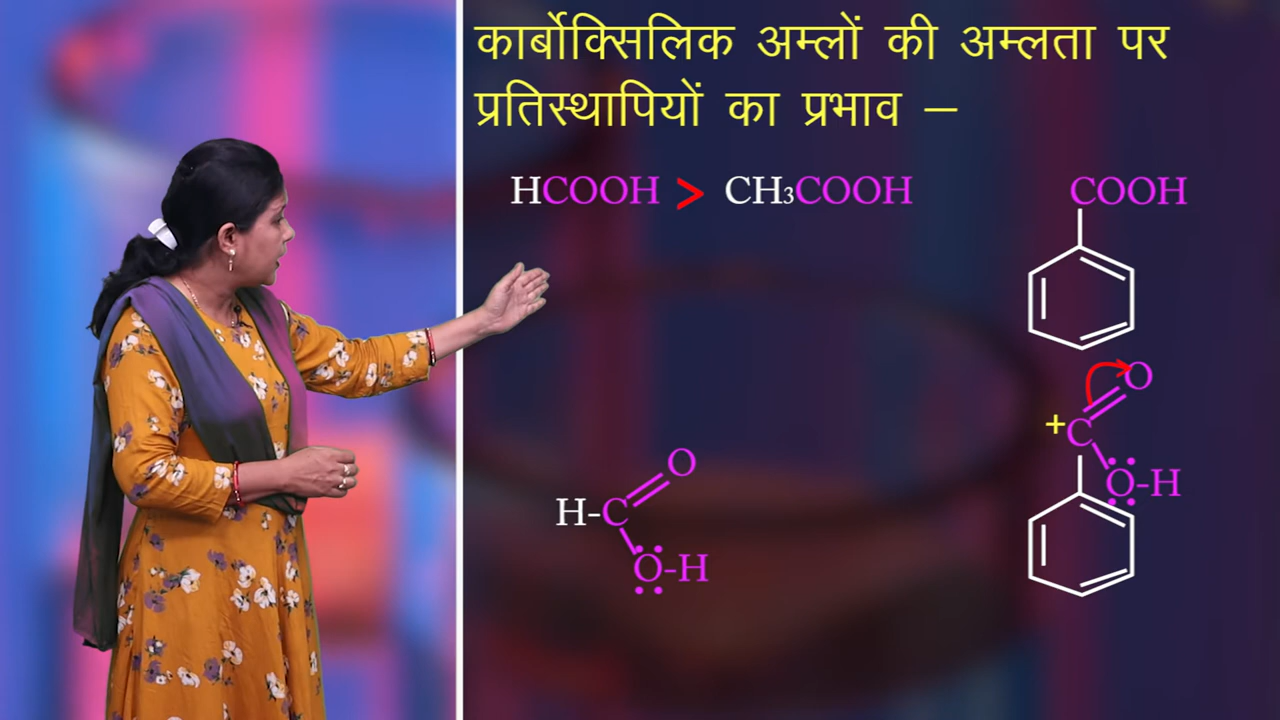 कार्बोक्सिलिक अम्लों की अम्लता पर
प्रतिस्थापियों का प्रभाव –
HCOOH > CH₃COOH
COOH
O
+C
O-H
O
H-C
O-H